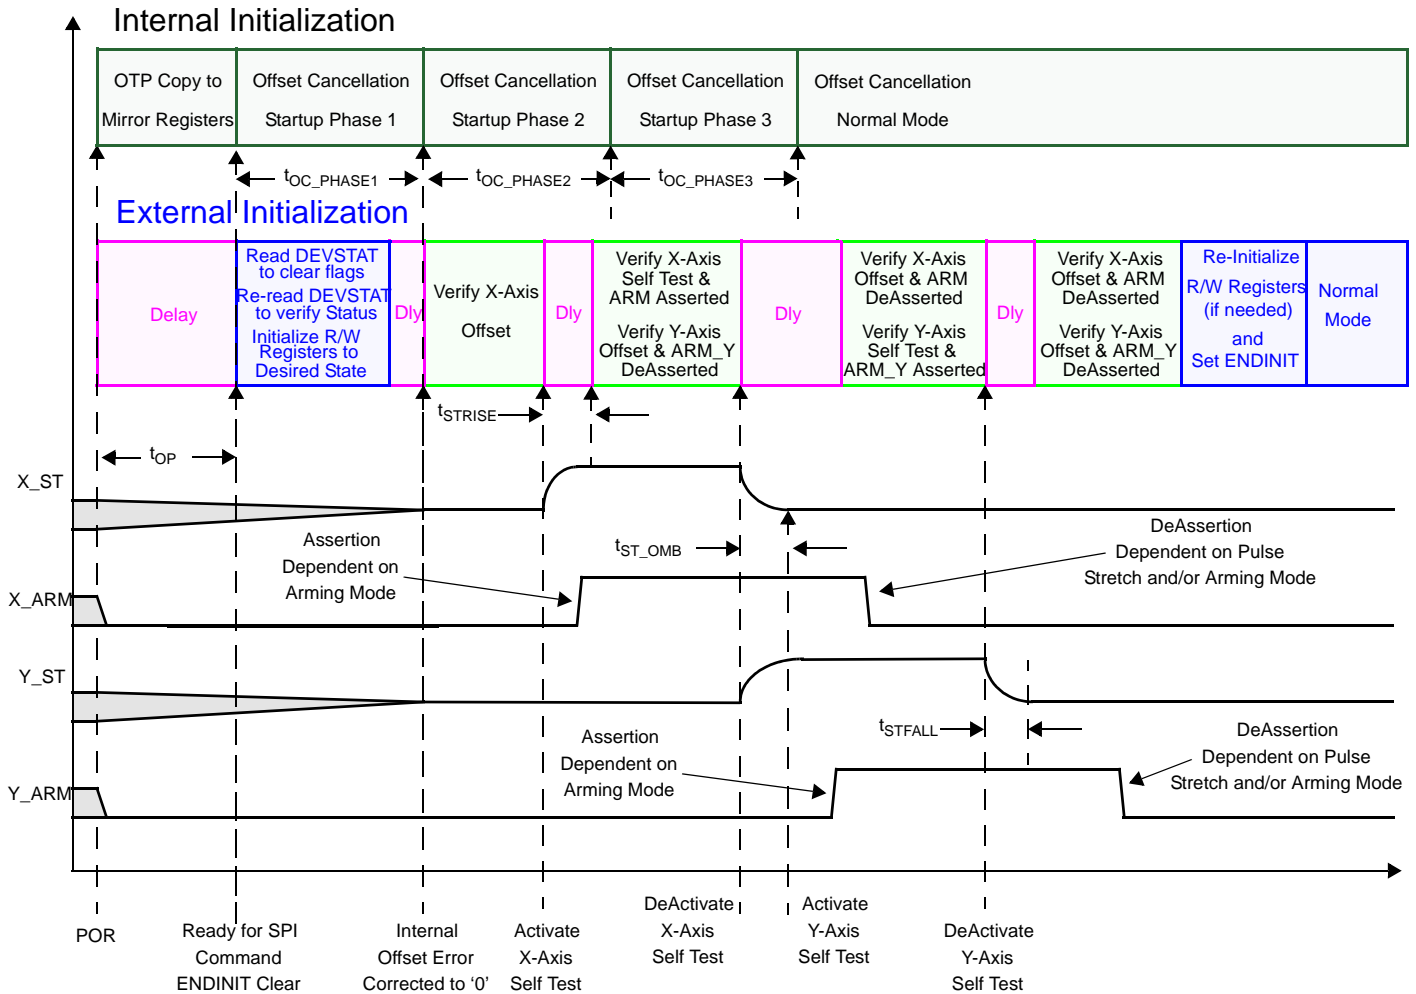 Internal Initialization
OTP Copy to
Mirror Registers
Offset Cancellation
Startup Phase 1
Offset Cancellation
Startup Phase 2
Offset Cancellation
Startup Phase 3
Offset Cancellation
Normal Mode
tOC_PHASE1
tOC_PHASE2
tOC_PHASE3
External Initialization
Delay
Read DEVSTAT
to clear flags
Re-read DEVSTAT
to verify Status
Initialize R/W
Registers to
Desired State
Dly
Verify X-Axis
Offset
Dly
Verify X-Axis
Self Test &
ARM Asserted
Verify Y-Axis
Offset & ARM_Y
DeAsserted
Dly
Verify X-Axis
Offset & ARM
DeAsserted
Verify Y-Axis
Self Test &
ARM_Y Asserted
Dly
Verify X-Axis
Offset & ARM
DeAsserted
Verify Y-Axis
Offset & ARM_Y
DeAsserted
Re-Initialize
R/W Registers
(if needed)
and
Set ENDINIT
Normal
Mode
tSTRISE
tOP
X_ST
Assertion
Dependent on
Arming Mode
tST_OMB
DeAssertion
Dependent on Pulse
Stretch and/or Arming Mode
X_ARM
Y_ST
tSTFALL
Assertion
Dependent on
Arming Mode
DeAssertion
Dependent on Pulse
Stretch and/or Arming Mode
Y_ARM
POR
Ready for SPI
Command
ENDINIT Clear
Internal
Offset Error
Corrected to ‘0’
Activate
X-Axis
Self Test
DeActivate
X-Axis
Self Test
Activate
Y-Axis
Self Test
DeActivate
Y-Axis
Self Test